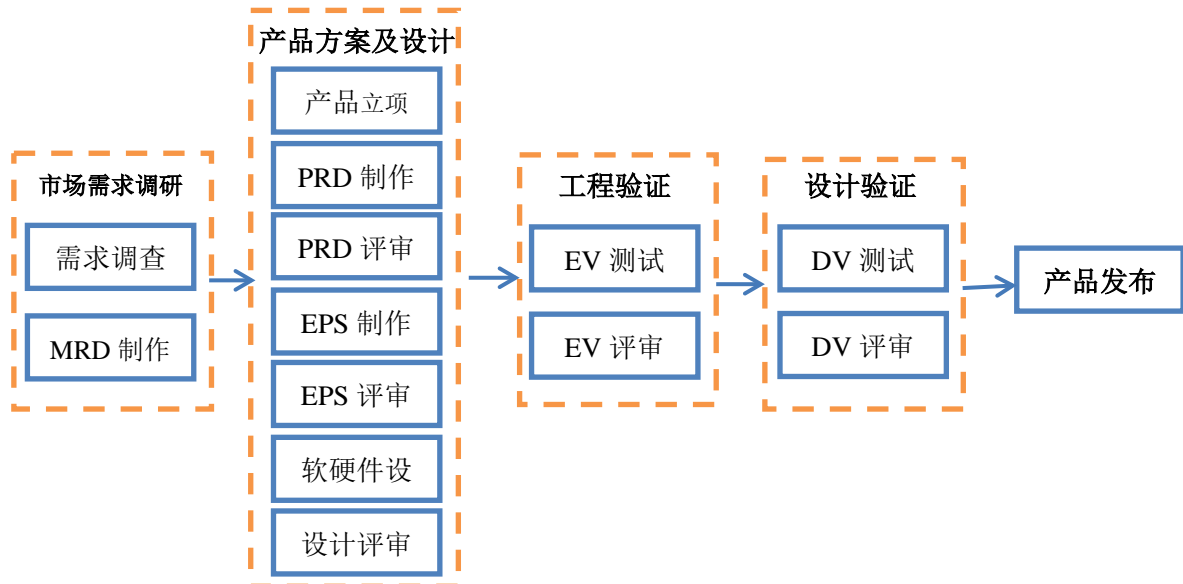 市场需求调研
需求调查
MRD 制作
产品方案及设计
产品立项
PRD 制作
PRD 评审
EPS 制作
EPS 评审
软硬件设
设计评审
工程验证
EV 测试
EV 评审
设计验证
DV 测试
DV 评审
产品发布